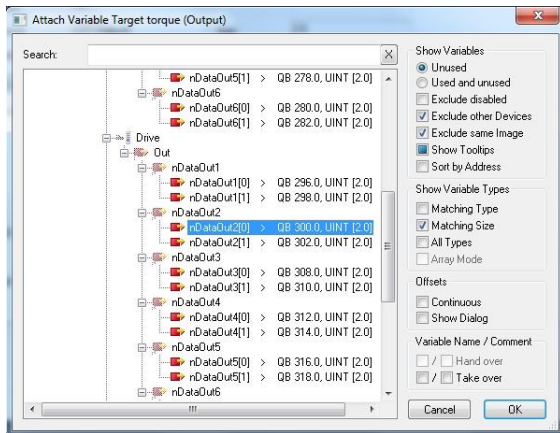 Attach Variable Target torque (Output)
Search:
X
nDataOut5[1] > QB 278.0, UINT [2.0]
nDataOut6
nDataOut6[0] > QB 280.0, UINT [2.0]
nDataOut6[1] > QB 282.0, UINT [2.0]
Drive
Out
nDataOut1
nDataOut1[0] > QB 296.0, UINT [2.0]
nDataOut1[1] > QB 298.0, UINT [2.0]
nDataOut2
nDataOut2[0] > QB 300.0, UINT [2.0]
nDataOut2[1] > QB 302.0, UINT [2.0]
nDataOut3
nDataOut3[0] > QB 308.0, UINT [2.0]
nDataOut3[1] > QB 310.0, UINT [2.0]
nDataOut4
nDataOut4[0] > QB 312.0, UINT [2.0]
nDataOut4[1] > QB 314.0, UINT [2.0]
nDataOut5
nDataOut5[0] > QB 316.0, UINT [2.0]
nDataOut5[1] > QB 318.0, UINT [2.0]
nDataOut6
Show Variables
Unused
Used and unused
Exclude disabled
Exclude other Devices
Exclude same Image
Show Tooltips
Sort by Address
Show Variable Types
Matching Type
Matching Size
All Types
Array Mode
Offsets
Continuous
Show Dialog
Variable Name / Comment
/ Hand over
/ Take over
Cancel
OK